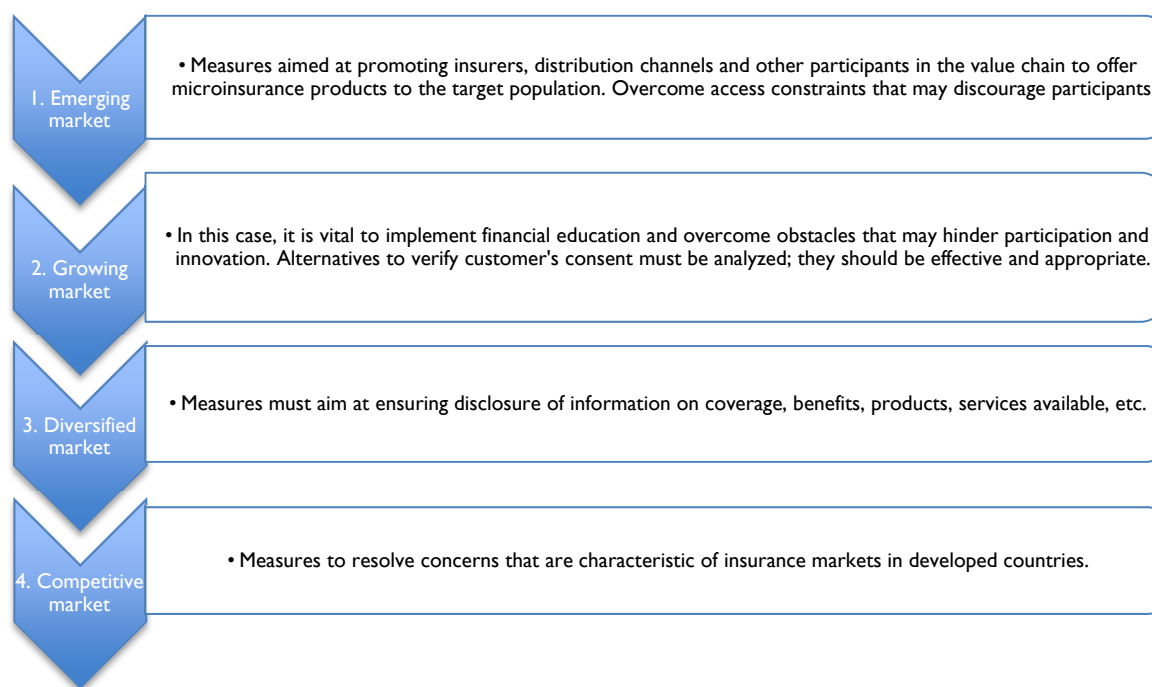 1. Emerging
market
• Measures aimed at promoting insurers, distribution channels and other participants in the value chain to offer
microinsurance products to the target population. Overcome access constraints that may discourage participants
2. Growing
market
• In this case, it is vital to implement financial education and overcome obstacles that may hinder participation and
innovation. Alternatives to verify customer's consent must be analyzed; they should be effective and appropriate.
3. Diversified
market
• Measures must aim at ensuring disclosure of information on coverage, benefits, products, services available, etc.
4. Competitive
market
• Measures to resolve concerns that are characteristic of insurance markets in developed countries.